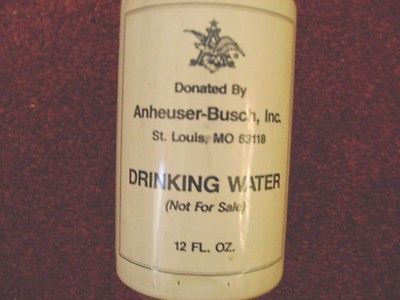 Donated By
Anheuser-Busch, Inc.
St. Louis, MO 63118
DRINKING WATER
(Not For Sale)
12 FL. OZ.